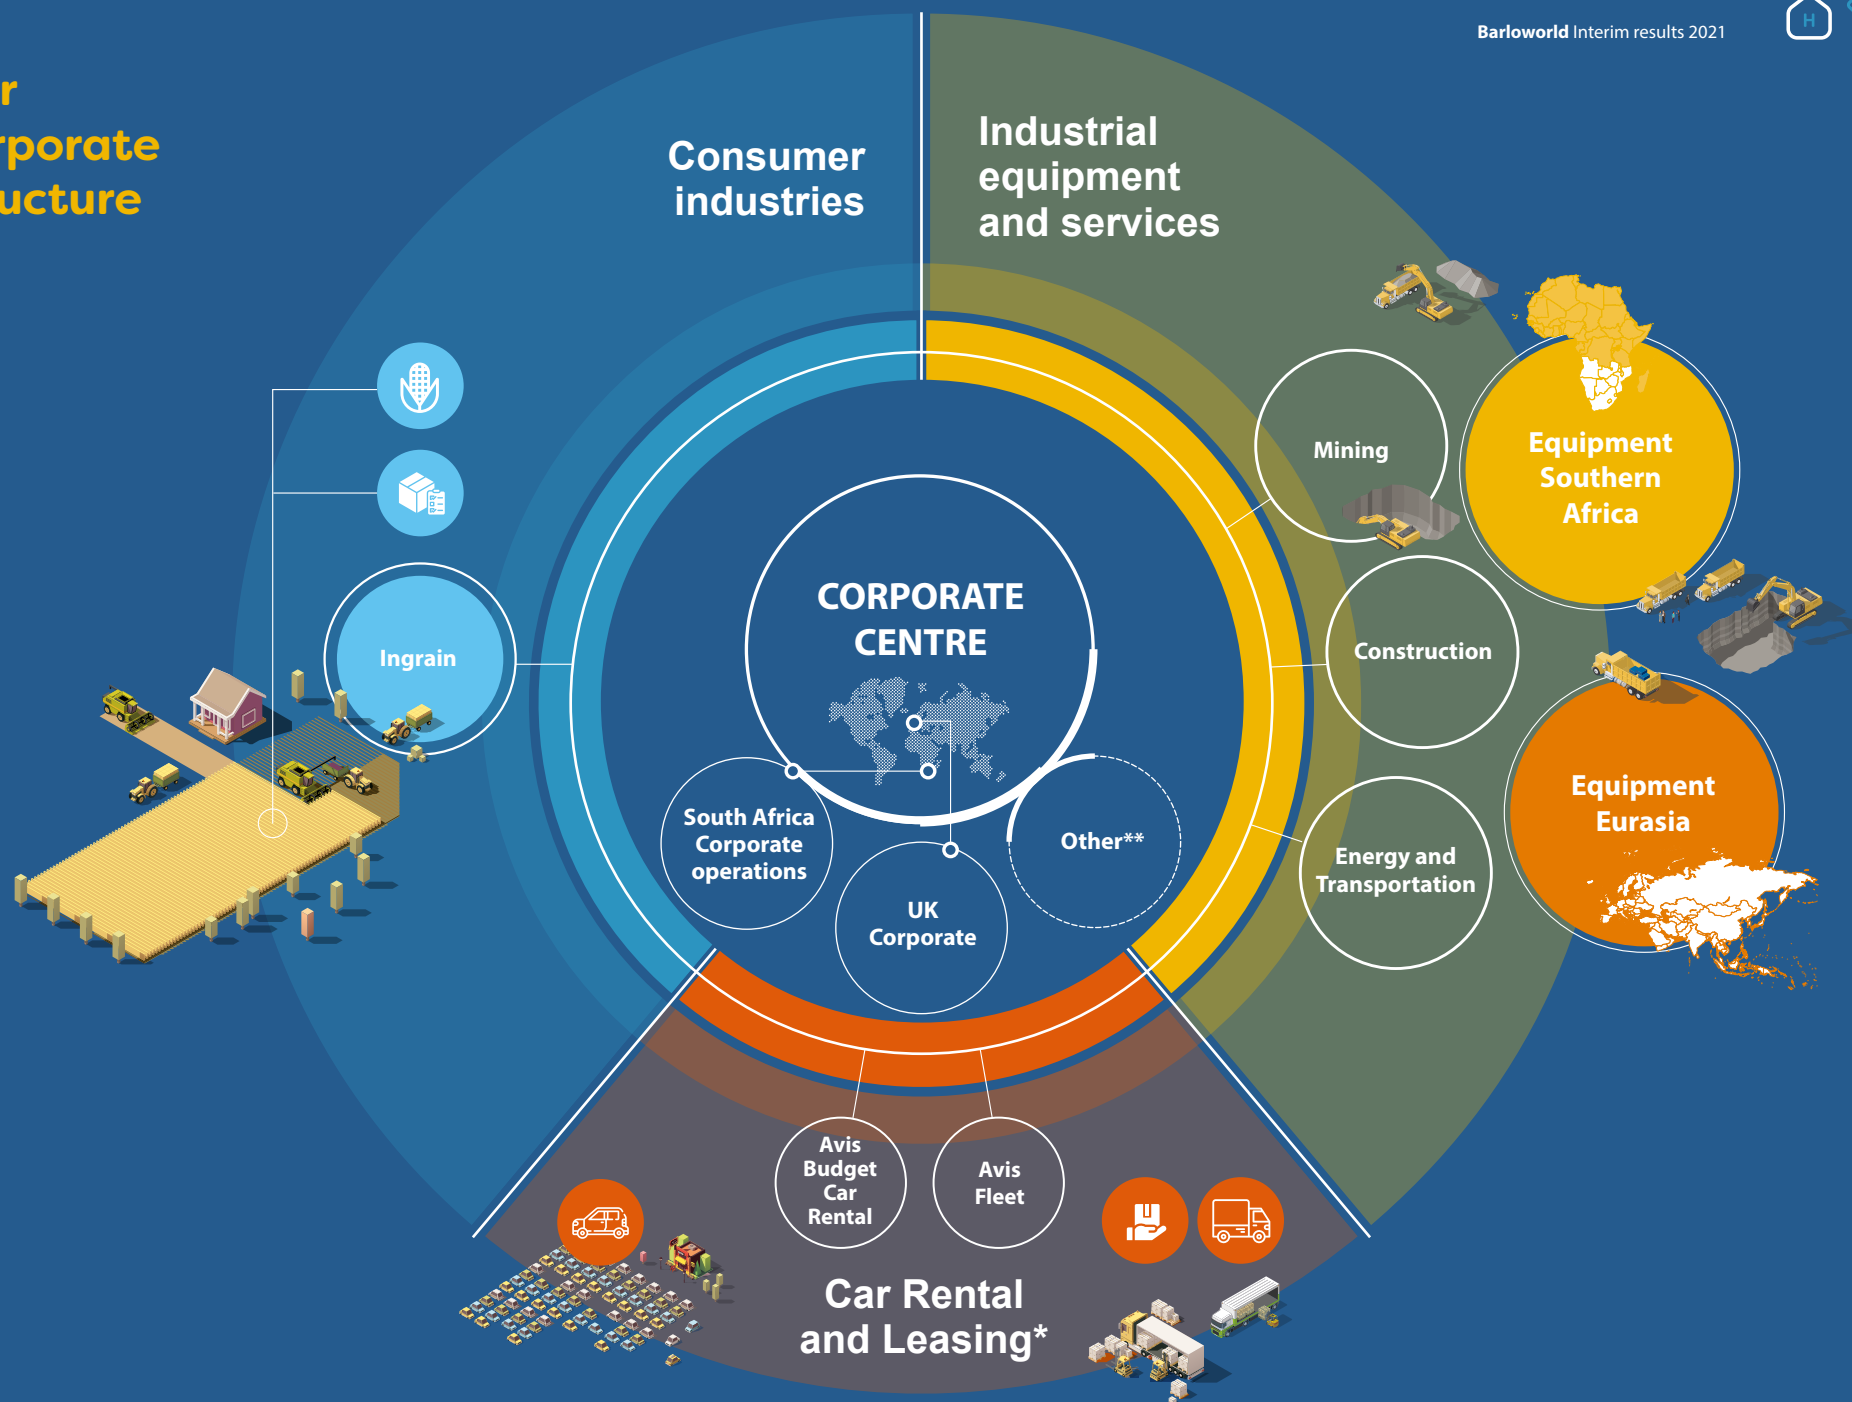 Barloworld Interim results 2021
H
r
rporate
ucture
Consumer
industries
Industrial
equipment
and services
Mining
Equipment
Southern
Africa
Construction
Equipment
Eurasia
Energy and
Transportation
Ingrain
CORPORATE
CENTRE
South Africa
Corporate
operations
UK
Corporate
Other**
Avis
Budget
Car
Rental
Avis
Fleet
Car Rental
and Leasing*